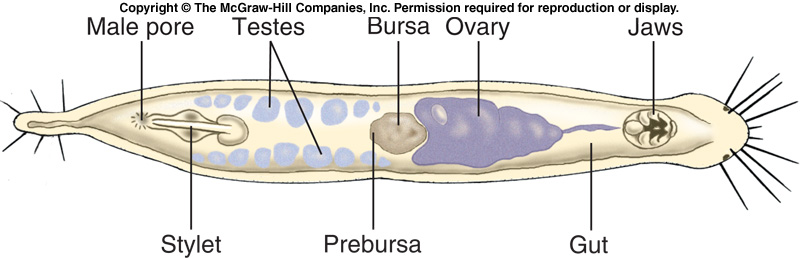 Copyright © The McGraw-Hill Companies, Inc. Permission required for reproduction or display.
Male pore Testes Bursa Ovary Jaws
Stylet Prebursa Gut